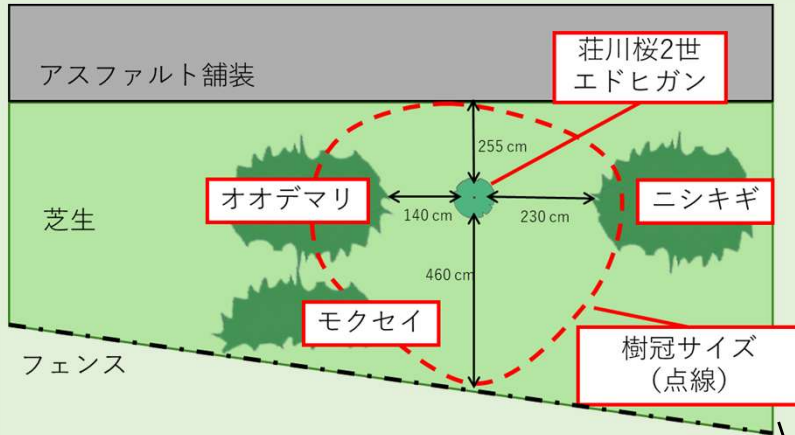 アスファルト舗装
荘川桜2世
エドヒガン
255 cm
オオデマリ
ニシキギ
140 cm
230 cm
芝生
460 cm
モクセイ
樹冠サイズ
（点線）
フェンス